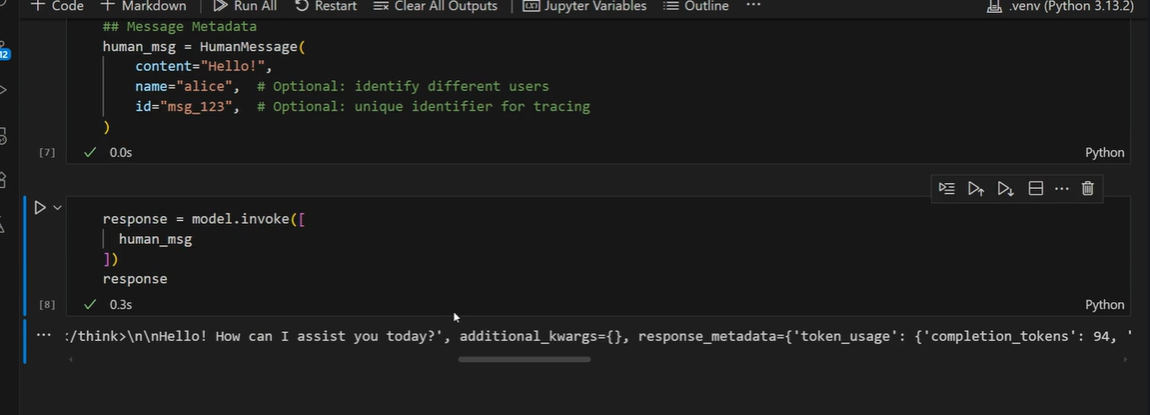 + Code + Markdown Run All Restart Clear All Outputs Jupyter Variables Outline ... .venv (Python 3.13.2)
## Message Metadata
human_msg = HumanMessage(
content="Hello!",
name="alice", # Optional: identify different users
id="msg_123", # Optional: unique identifier for tracing
)
[7] ✓ 0.0s Python
response = model.invoke([
human_msg
])
response
[8] ✓ 0.3s Python
... :/think>\n\nHello! How can I assist you today?', additional_kwargs={}, response_metadata={'token_usage': {'completion_tokens': 94, '
12